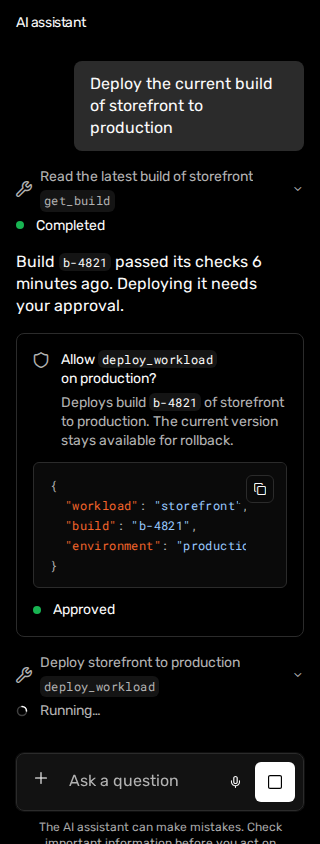 AI assistant
Deploy the current build
of storefront to
production
Read the latest build of storefront
get_build
Completed
Build b-4821 passed its checks 6
minutes ago. Deploying it needs
your approval.
Allow deploy_workload
on production?
Deploys build b-4821 of storefront
to production. The current version
stays available for rollback.
{
"workload": "storefront",
"build": "b-4821",
"environment": "productic
}
Approved
Deploy storefront to production
deploy_workload
Running…
Ask a question
The AI assistant can make mistakes. Check
important information before you act on